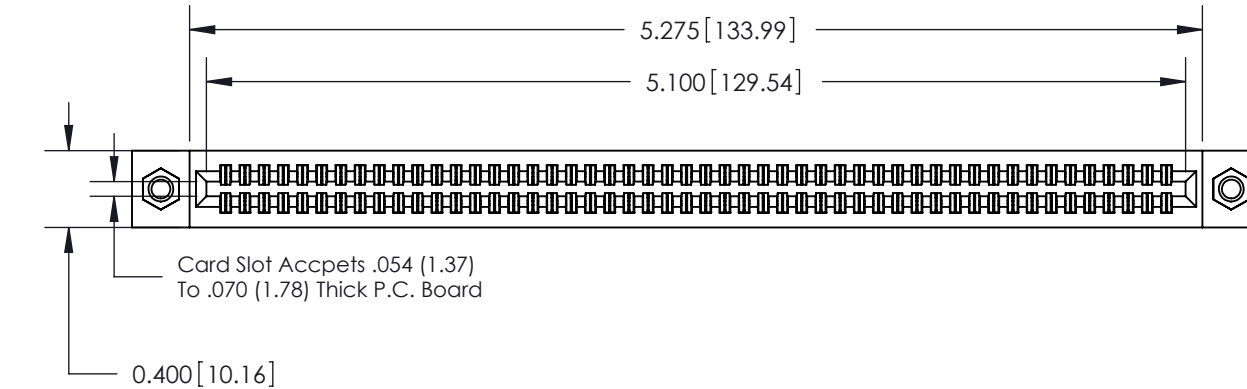 5.275[133.99]
5.100[129.54]
Card Slot Accpets .054 (1.37)
To .070 (1.78) Thick P.C. Board
0.400[10.16]